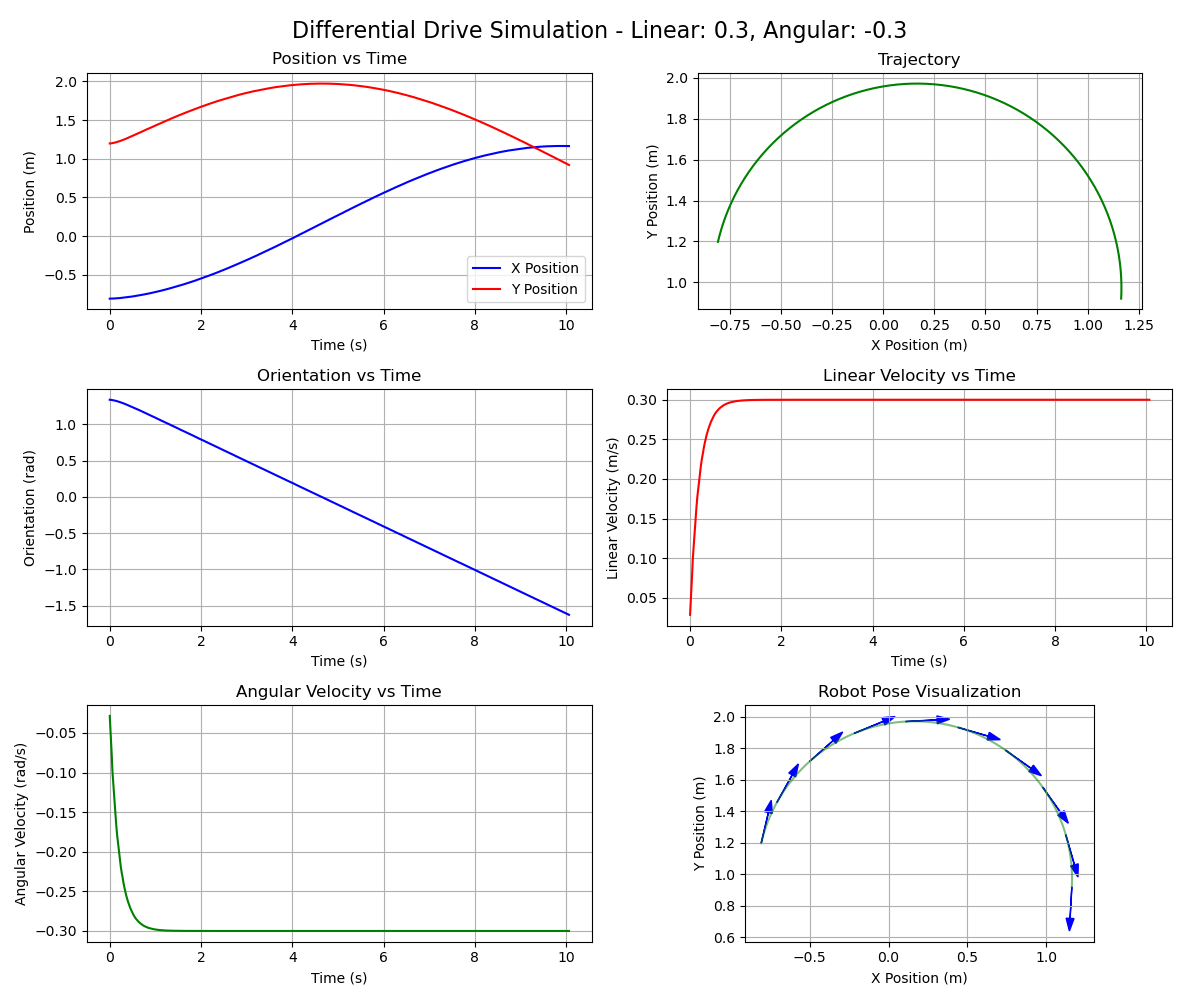 Differential Drive Simulation - Linear: 0.3, Angular: -0.3
Position vs Time
2.0
1.5
1.0
0.5
0.0
−0.5
Position (m)
X Position
Y Position
0 2 4 6 8 10
Time (s)
Trajectory
2.0
1.8
1.6
1.4
1.2
1.0
Y Position (m)
−0.75 −0.50 −0.25 0.00 0.25 0.50 0.75 1.00 1.25
X Position (m)
Orientation vs Time
1.0
0.5
0.0
−0.5
−1.0
−1.5
Orientation (rad)
0 2 4 6 8 10
Time (s)
Linear Velocity vs Time
0.30
0.25
0.20
0.15
0.10
0.05
Linear Velocity (m/s)
0 2 4 6 8 10
Time (s)
Angular Velocity vs Time
−0.05
−0.10
−0.15
−0.20
−0.25
−0.30
Angular Velocity (rad/s)
0 2 4 6 8 10
Time (s)
Robot Pose Visualization
2.0
1.8
1.6
1.4
1.2
1.0
0.8
0.6
Y Position (m)
−0.5 0.0 0.5 1.0
X Position (m)